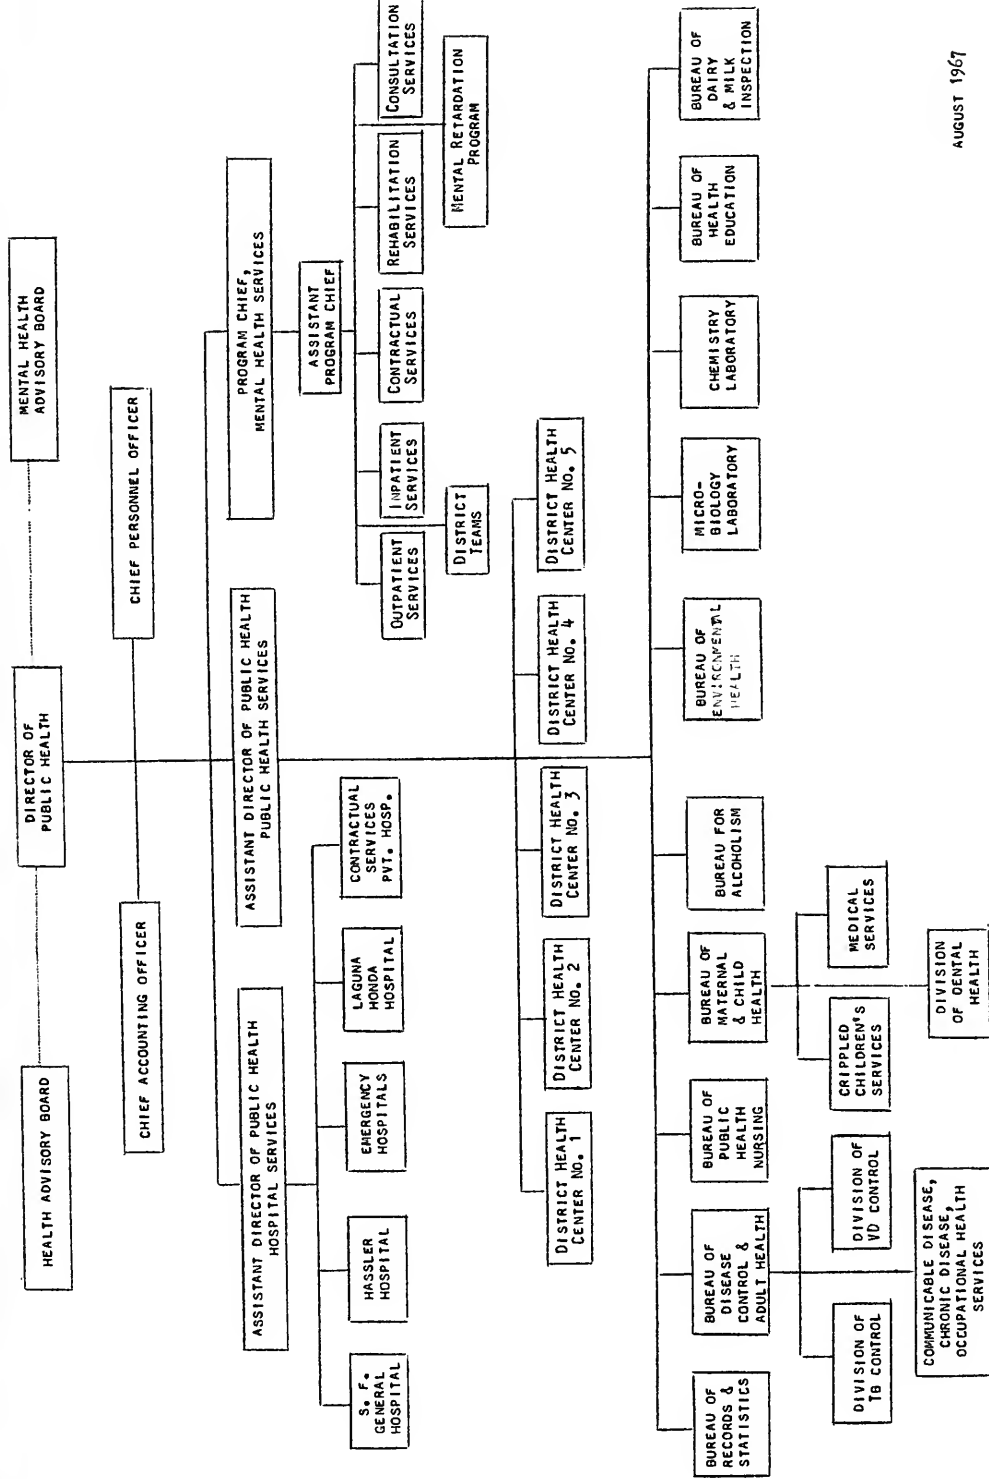 HEALTH ADVISORY BOARD
DIRECTOR OF
PUBLIC HEALTH
MENTAL HEALTH
ADVISORY BOARD
CHIEF ACCOUNTING OFFICER
CHIEF PERSONNEL OFFICER
ASSISTANT DIRECTOR OF PUBLIC HEALTH
HOSPITAL SERVICES
ASSISTANT DIRECTOR OF PUBLIC HEALTH
PUBLIC HEALTH SERVICES
PROGRAM CHIEF,
MENTAL HEALTH SERVICES
ASSISTANT
PROGRAM CHIEF
S. F.
GENERAL
HOSPITAL
HASSLER
HOSPITAL
EMERGENCY
HOSPITALS
LAGUNA
HONDA
HOSPITAL
CONTRACTUAL
SERVICES
PVT. HOSP.
OUTPATIENT
SERVICES
INPATIENT
SERVICES
CONTRACTUAL
SERVICES
REHABILITATION
SERVICES
CONSULTATION
SERVICES
DISTRICT
TEAMS
MENTAL RETARDATION
PROGRAM
DISTRICT HEALTH
CENTER NO. 1
DISTRICT HEALTH
CENTER NO. 2
DISTRICT HEALTH
CENTER NO. 3
DISTRICT HEALTH
CENTER NO. 4
DISTRICT HEALTH
CENTER NO. 5
BUREAU OF
RECORDS &
STATISTICS
BUREAU OF
DISEASE
CONTROL &
ADULT HEALTH
BUREAU OF
PUBLIC
HEALTH
NURSING
BUREAU OF
MATERNAL
& CHILD
HEALTH
BUREAU FOR
ALCOHOLISM
BUREAU OF
ENVIRONMENTAL
HEALTH
MICRO-
BIOLOGY
LABORATORY
CHEMISTRY
LABORATORY
BUREAU OF
HEALTH
EDUCATION
BUREAU OF
DAIRY
& MILK
INSPECTION
DIVISION OF
TB CONTROL
DIVISION OF
VD CONTROL
CRIPPLED
CHILDREN'S
SERVICES
MEDICAL
SERVICES
COMMUNICABLE DISEASE,
CHRONIC DISEASE,
OCCUPATIONAL HEALTH
SERVICES
DIVISION
OF DENTAL
HEALTH
AUGUST 1967